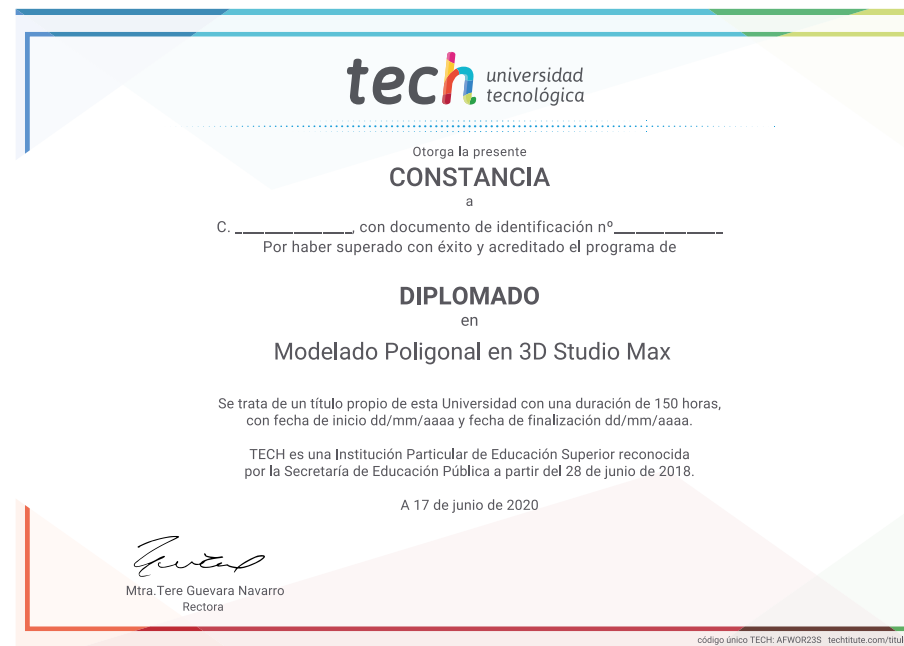 tech universidad
tecnológica
Otorga la presente
CONSTANCIA
a
C. ______________, con documento de identificación nº_____________
Por haber superado con éxito y acreditado el programa de
DIPLOMADO
en
Modelado Poligonal en 3D Studio Max
Se trata de un título propio de esta Universidad con una duración de 150 horas,
con fecha de inicio dd/mm/aaaa y fecha de finalización dd/mm/aaaa.
TECH es una Institución Particular de Educación Superior reconocida
por la Secretaría de Educación Pública a partir del 28 de junio de 2018.
A 17 de junio de 2020
Mtra.Tere Guevara Navarro
Rectora
código único TECH: AFWOR23S techtitute.com/titul